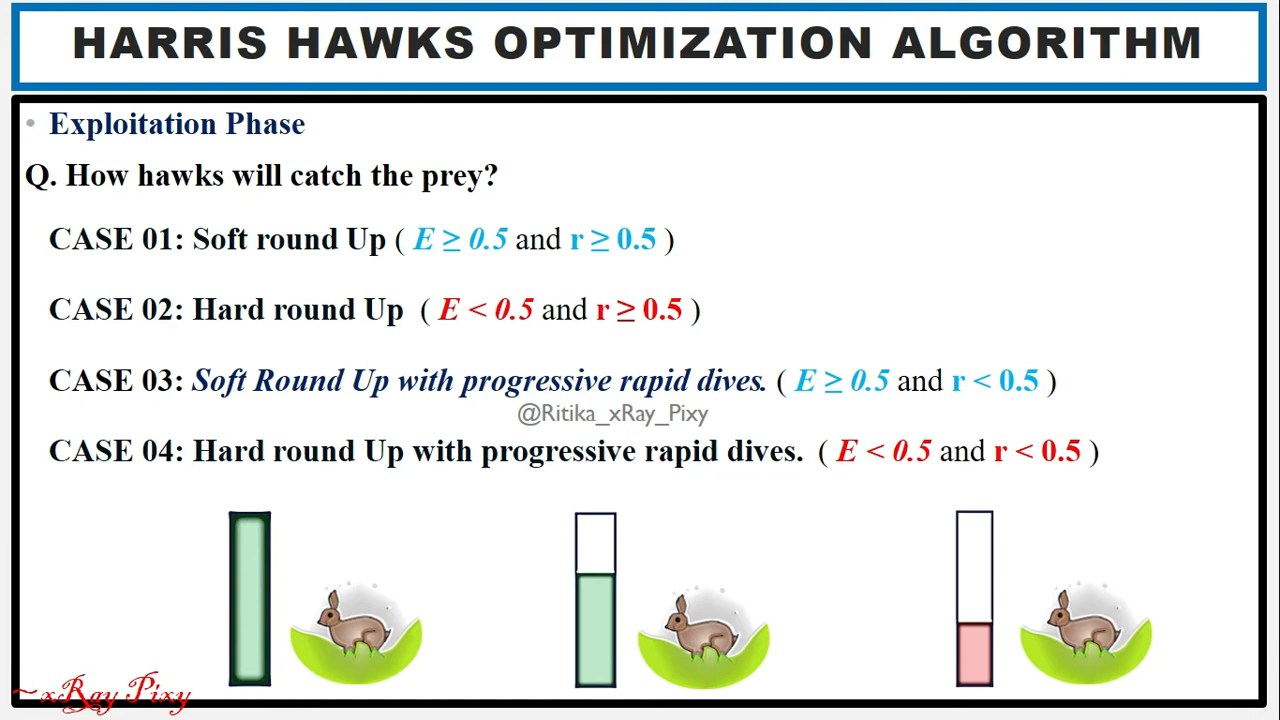 HARRIS HAWKS OPTIMIZATION ALGORITHM
• Exploitation Phase
Q. How hawks will catch the prey?
CASE 01: Soft round Up ( E ≥ 0.5 and r ≥ 0.5 )
CASE 02: Hard round Up ( E < 0.5 and r ≥ 0.5 )
CASE 03: Soft Round Up with progressive rapid dives. ( E ≥ 0.5 and r < 0.5 )
@Ritika_xRay_Pixy
CASE 04: Hard round Up with progressive rapid dives. ( E < 0.5 and r < 0.5 )
~xRay Pixy